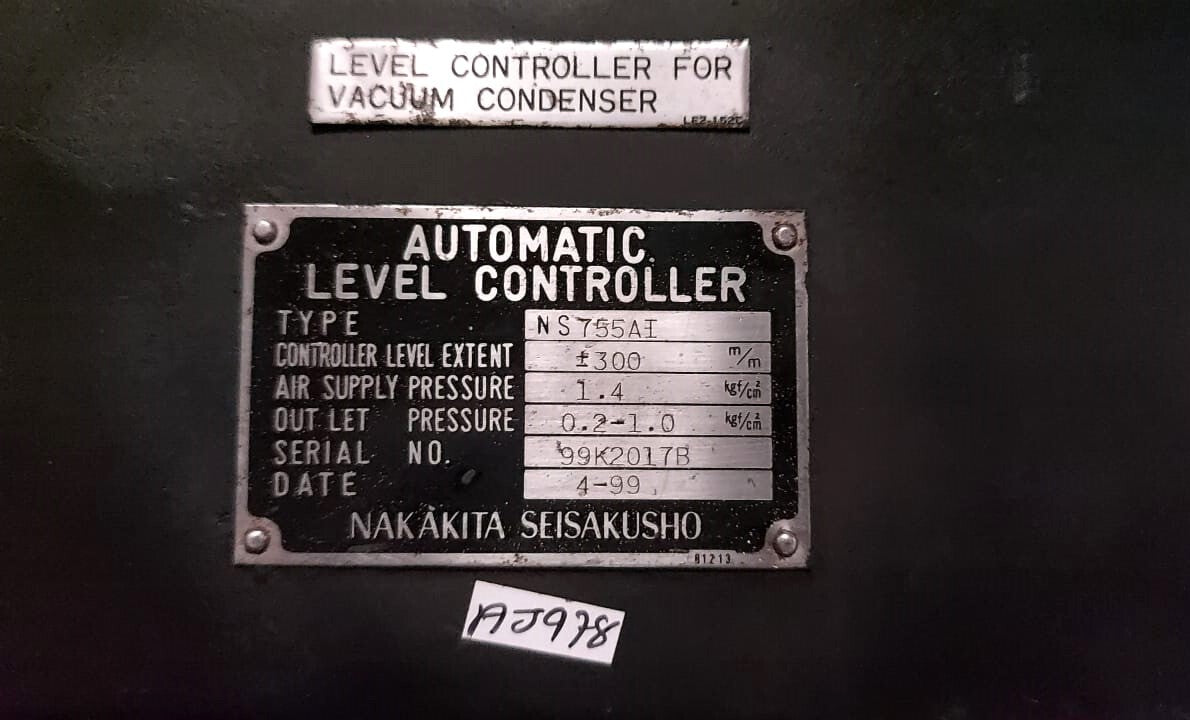 LEVEL CONTROLLER FOR
VACUUM CONDENSER
AUTOMATIC
LEVEL CONTROLLER
TYPE NS755AI
CONTROLLER LEVEL EXTENT ±300 m/m
AIR SUPPLY PRESSURE 1.4 kgf/cm²
OUT LET PRESSURE 0.2-1.0 kgf/cm²
SERIAL NO. 99K2017B
DATE 4-99
NAKAKITA SEISAKUSHO
81213
AJ978